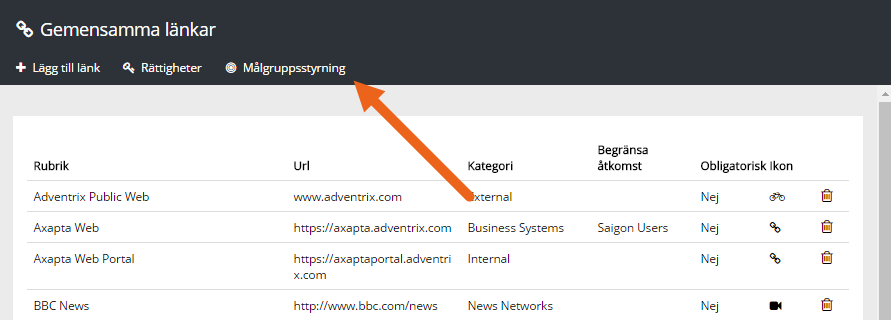 Gemensamma länkar
Lägg till länk Rättigheter Målgruppsstyrning
Rubrik Url Kategori Begränsa åtkomst Obligatorisk Ikon
Adventrix Public Web www.adventrix.com External Nej
Axapta Web https://axapta.adventrix.com Business Systems Saigon Users Nej
Axapta Web Portal https://axaptaportal.adventri Internal Nej
x.com
BBC News http://www.bbc.com/news News Networks Nej